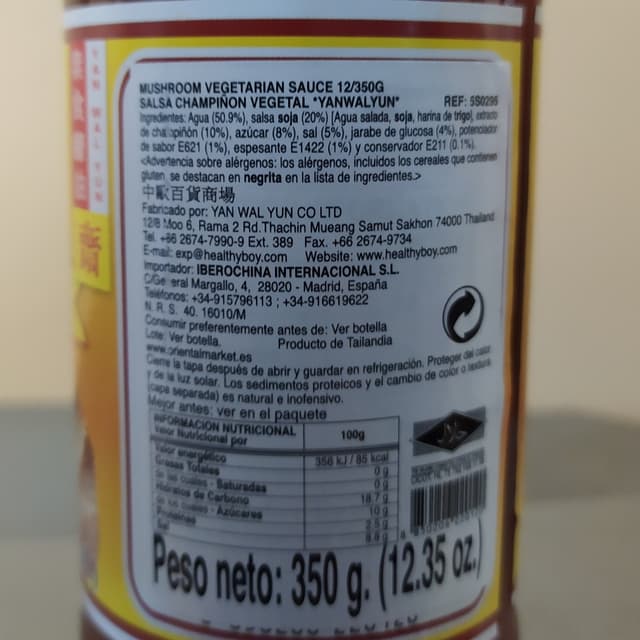 MUSHROOM VEGETARIAN SAUCE 12/350G
SALSA CHAMPIÑON VEGETAL "YANWALYUN" REF: 5S0295
Ingredientes: Agua (50.9%), salsa soja (20%) [Agua salada, soja, harina de trigo], extracto
de champiñón (10%), azúcar (8%), sal (5%), jarabe de glucosa (4%), potenciador
de sabor E621 (1%), espesante E1422 (1%) y conservador E211 (0.1%).
<Advertencia sobre alérgenos: los alérgenos, incluidos los cereales que contienen
gluten, se destacan en negrita en la lista de ingredientes.>
中歐百貨商場
Fabricado por: YAN WAL YUN CO LTD
12/8 Moo 6, Rama 2 Rd.Thachin Mueang Samut Sakhon 74000 Thailand
Tel. +66 2674-7990-9 Ext. 389 Fax. +66 2674-9734
E-mail: exp@healthyboy.com Website: www.healthyboy.com
Importador: IBEROCHINA INTERNACIONAL S.L.
C/General Margallo, 4, 28020 - Madrid, España
Teléfonos: +34-915796113 ; +34-916619622
N. R. S. 40. 16010/M
Consumir preferentemente antes de: Ver botella
Lote: Ver botella. Producto de Tailandia
www.orientalmarket.es
Cierre la tapa después de abrir y guardar en refrigeración. Proteger del calor
y de la luz solar. Los sedimentos proteicos y el cambio de color o textura
(capa separada) es natural e inofensivo.
Mejor antes: ver en el paquete
INFORMACION NUTRICIONAL
Valor Nutricional por 100g
Valor energético 356 kJ / 85 kcal
Grasas Totales 0 g
de las cuales - Saturadas 0 g
Hidratos de Carbono 18.7 g
de los cuales - Azúcares 10 g
Proteínas
Sal
Peso neto: 350 g. (12.35 oz.)
YAN WAL YUN
膏